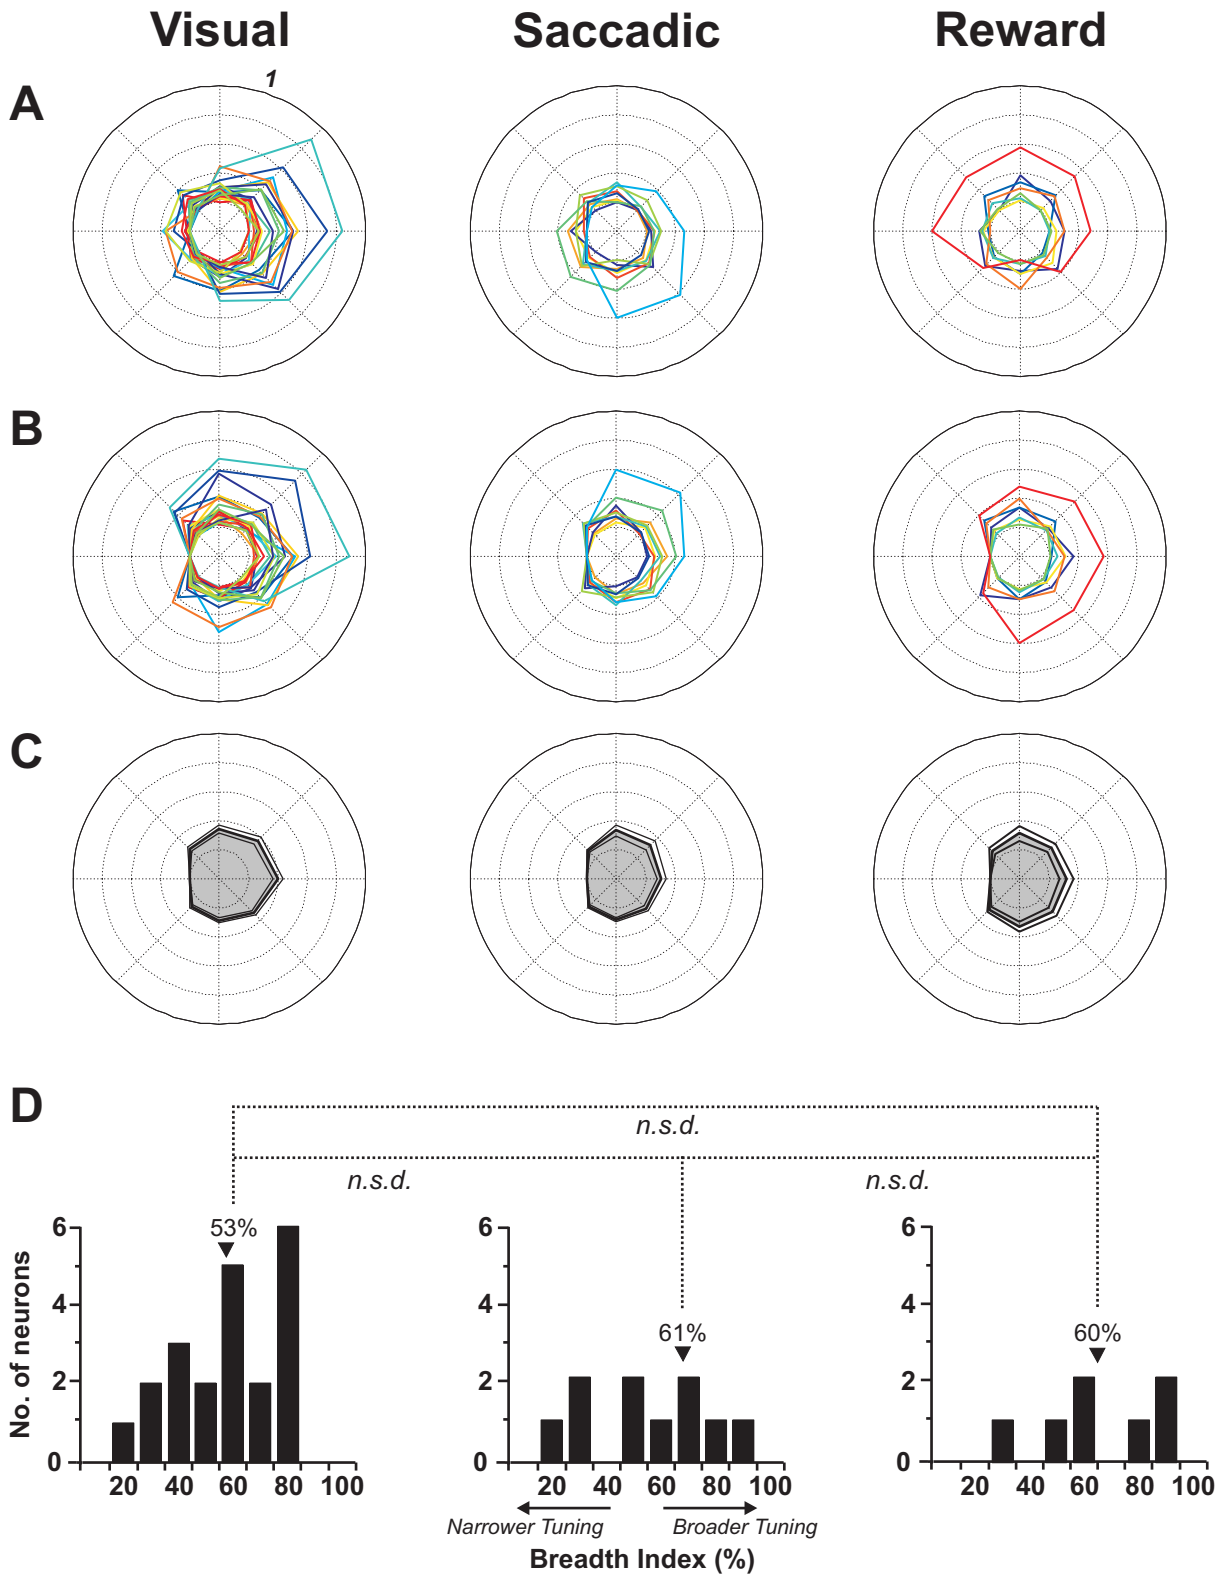 Visual Saccadic Reward
A
1
B
C
D
n.s.d.
n.s.d. n.s.d.
53%
61%
60%
No. of neurons
6 6 6
4 4 4
2 2 2
0 0 0
20 40 60 80 100 20 40 60 80 100 20 40 60 80 100
Narrower Tuning Broader Tuning
Breadth Index (%)